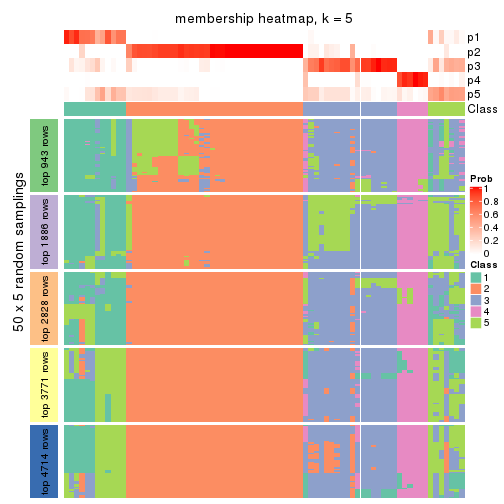 membership heatmap, k = 5
p1
p2
p3
p4
p5
Class
50 x 5 random samplings
top 943 rows
top 1886 rows
top 2828 rows
top 3771 rows
top 4714 rows
Prob
1
0.8
0.6
0.4
0.2
0
Class
1
2
3
4
5